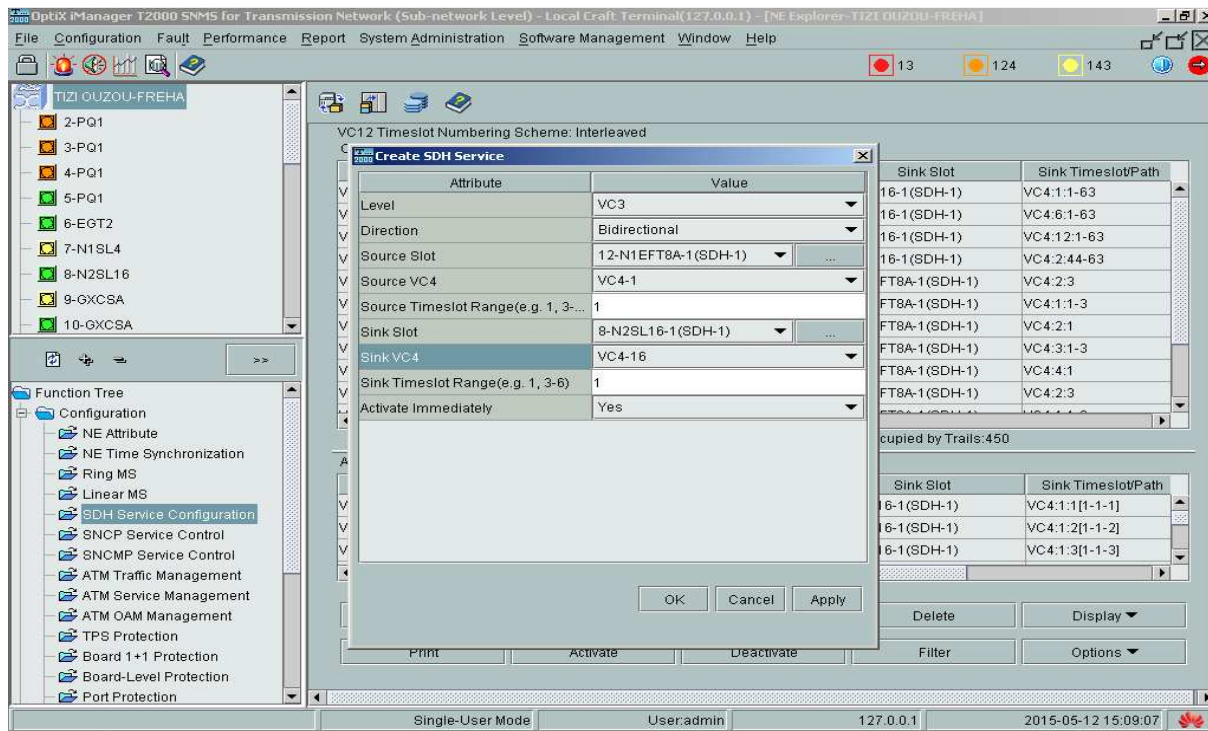 OptiX iManager T2000 SNMS for Transmission Network (Sub-network Level) - Local Craft Terminal(127.0.0.1) - [NE Explorer-TIZI OUZOU-FREHA]
File Configuration Fault Performance Report System Administration Software Management Window Help
13 124 143
TIZI OUZOU-FREHA
2-PQ1
3-PQ1
4-PQ1
5-PQ1
6-EGT2
7-N1SL4
8-N2SL16
9-GXCSA
10-GXCSA
>>
Function Tree
Configuration
NE Attribute
NE Time Synchronization
Ring MS
Linear MS
SDH Service Configuration
SNCP Service Control
SNCMP Service Control
ATM Traffic Management
ATM Service Management
ATM OAM Management
TPS Protection
Board 1+1 Protection
Board-Level Protection
Port Protection
VC12 Timeslot Numbering Scheme: Interleaved
Create SDH Service
Attribute Value
Level VC3
Direction Bidirectional
Source Slot 12-N1EFT8A-1(SDH-1) ...
Source VC4 VC4-1
Source Timeslot Range(e.g. 1, 3-... 1
Sink Slot 8-N2SL16-1(SDH-1) ...
Sink VC4 VC4-16
Sink Timeslot Range(e.g. 1, 3-6) 1
Activate Immediately Yes
OK Cancel Apply
Sink Slot Sink Timeslot/Path
16-1(SDH-1) VC4:1:1-63
16-1(SDH-1) VC4:6:1-63
16-1(SDH-1) VC4:12:1-63
16-1(SDH-1) VC4:2:44-63
FT8A-1(SDH-1) VC4:2:3
FT8A-1(SDH-1) VC4:1:1-3
FT8A-1(SDH-1) VC4:2:1
FT8A-1(SDH-1) VC4:3:1-3
FT8A-1(SDH-1) VC4:4:1
FT8A-1(SDH-1) VC4:2:3
cupied by Trails:450
Sink Slot Sink Timeslot/Path
16-1(SDH-1) VC4:1:1[1-1-1]
16-1(SDH-1) VC4:1:2[1-1-2]
16-1(SDH-1) VC4:1:3[1-1-3]
Delete Display
Print Activate Deactivate Filter Options
Single-User Mode User:admin 127.0.0.1 2015-05-12 15:09:07